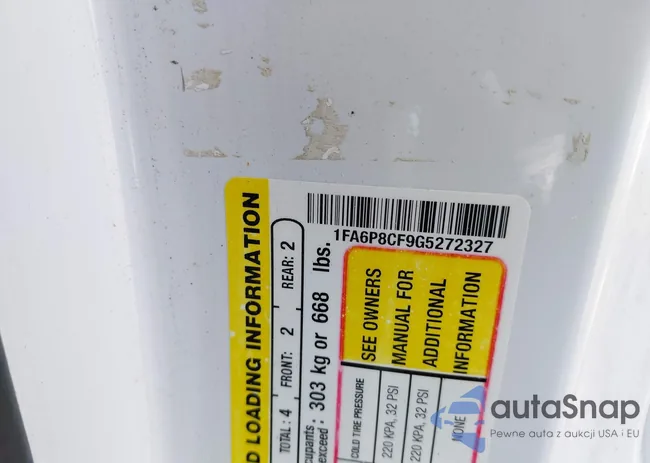 1FA6P8CF9G5272327
D LOADING INFORMATION
TOTAL: 4 FRONT: 2 REAR: 2
cupants
exceed: 303 kg or 668 lbs.
SEE OWNERS
MANUAL FOR
ADDITIONAL
INFORMATION
COLD TIRE PRESSURE
220 KPA, 32 PSI
220 KPA, 32 PSI
NONE
autaSnap
Pewne auta z aukcji USA i EU